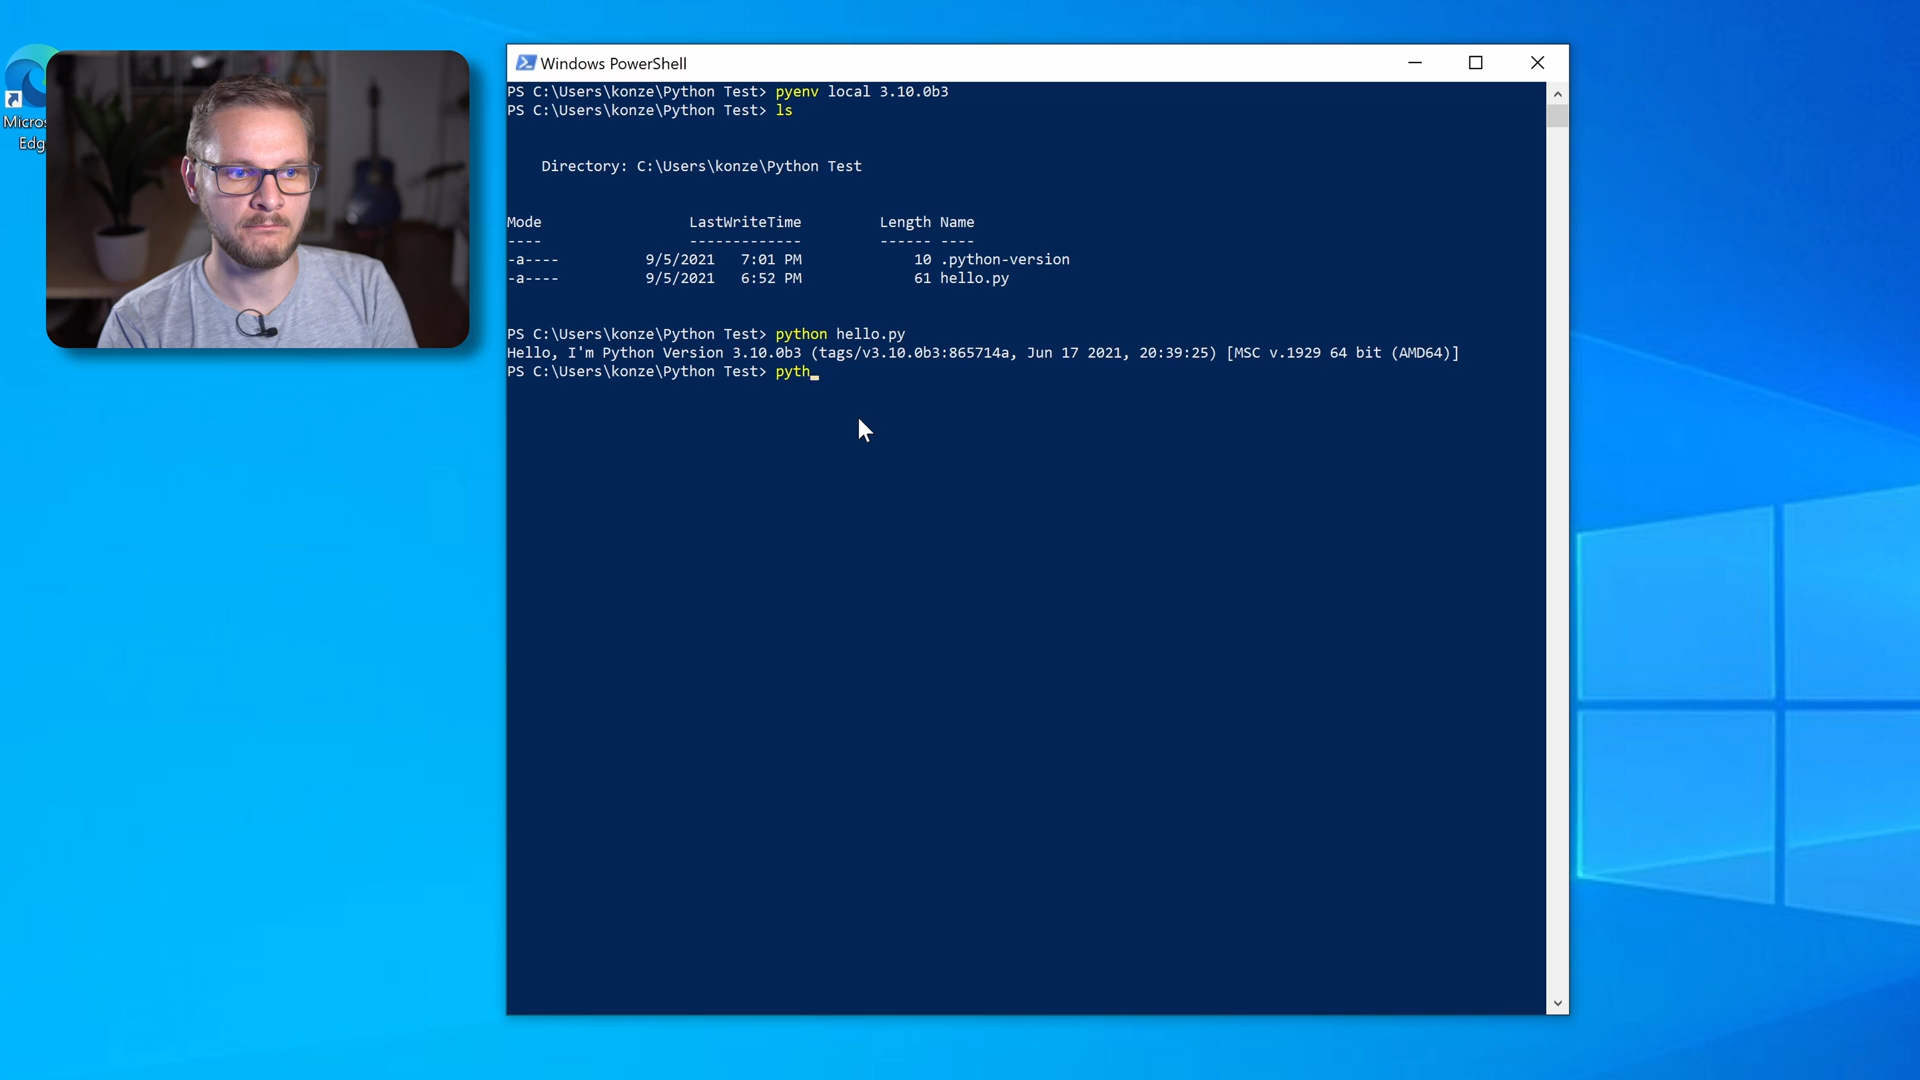 Micros
Edg
Windows PowerShell
PS C:\Users\konze\Python Test> pyenv local 3.10.0b3
PS C:\Users\konze\Python Test> ls
Directory: C:\Users\konze\Python Test
Mode LastWriteTime Length Name
---- ------------- ------ ----
-a---- 9/5/2021 7:01 PM 10 .python-version
-a---- 9/5/2021 6:52 PM 61 hello.py
PS C:\Users\konze\Python Test> python hello.py
Hello, I'm Python Version 3.10.0b3 (tags/v3.10.0b3:865714a, Jun 17 2021, 20:39:25) [MSC v.1929 64 bit (AMD64)]
PS C:\Users\konze\Python Test> pyth_